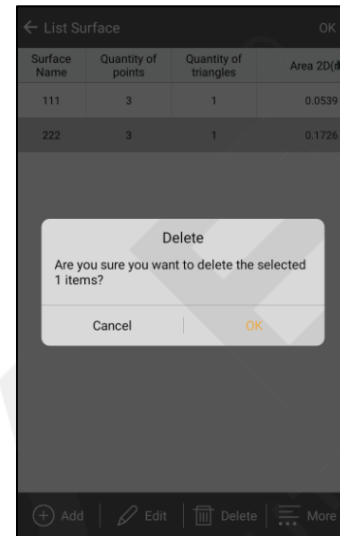 ← List Surface OK
Surface Name Quantity of points Quantity of triangles Area 2D(
111 3 1 0.0539
222 3 1 0.1726
Delete
Are you sure you want to delete the selected
1 items?
Cancel OK
Add Edit Delete More